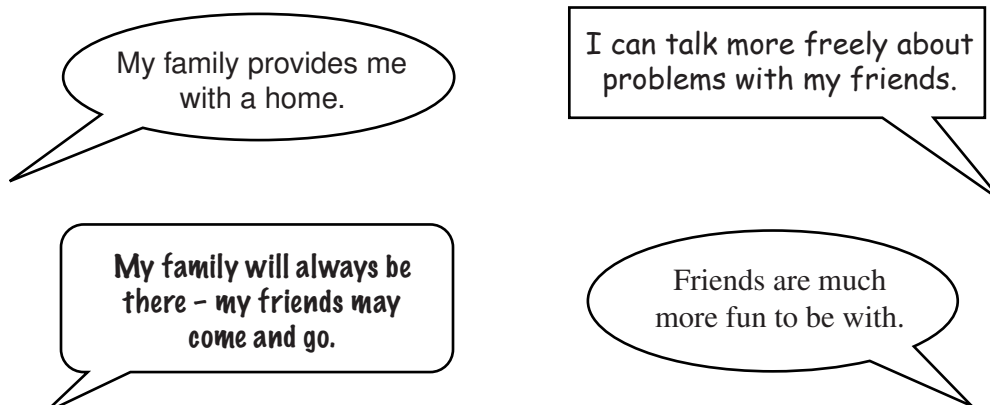 My family provides me
with a home.
I can talk more freely about
problems with my friends.
My family will always be
there – my friends may
come and go.
Friends are much
more fun to be with.